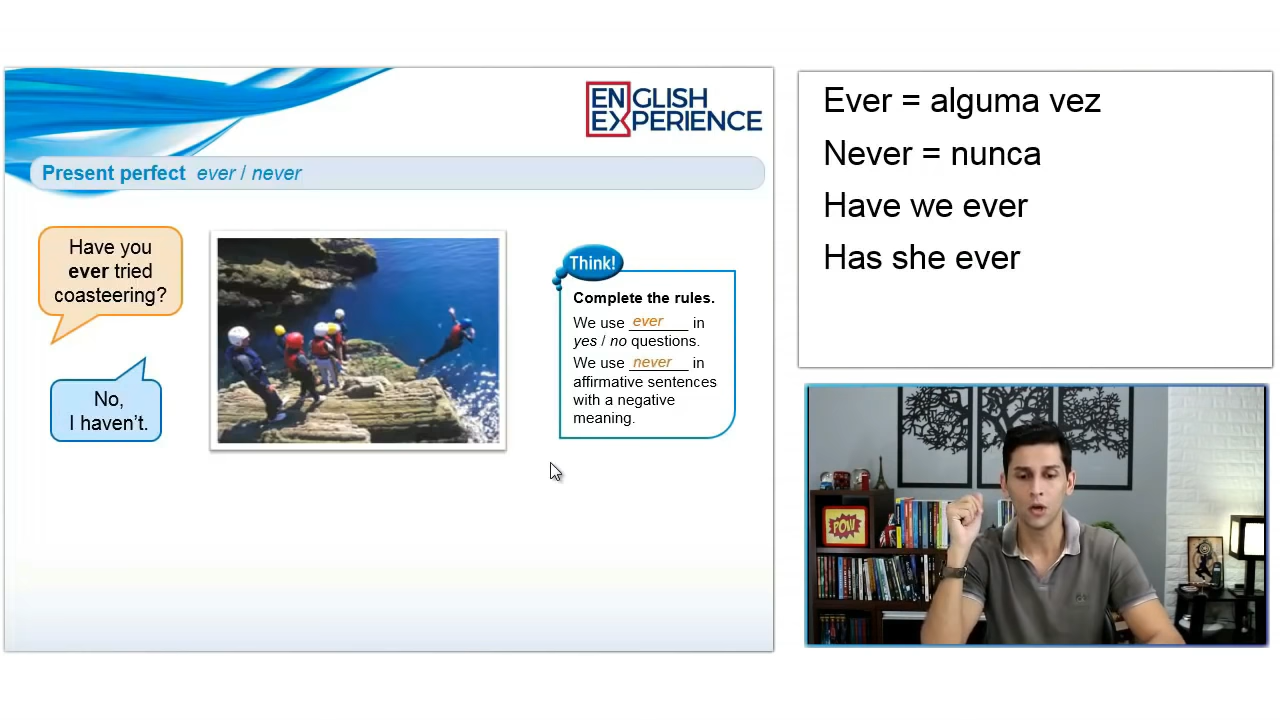 ENGLISH
EXPERIENCE
Present perfect ever / never
Have you
ever tried
coasteering?
No,
I haven't.
Think!
Complete the rules.
We use ever in
yes / no questions.
We use never in
affirmative sentences
with a negative
meaning.
Ever = alguma vez
Never = nunca
Have we ever
Has she ever
POW